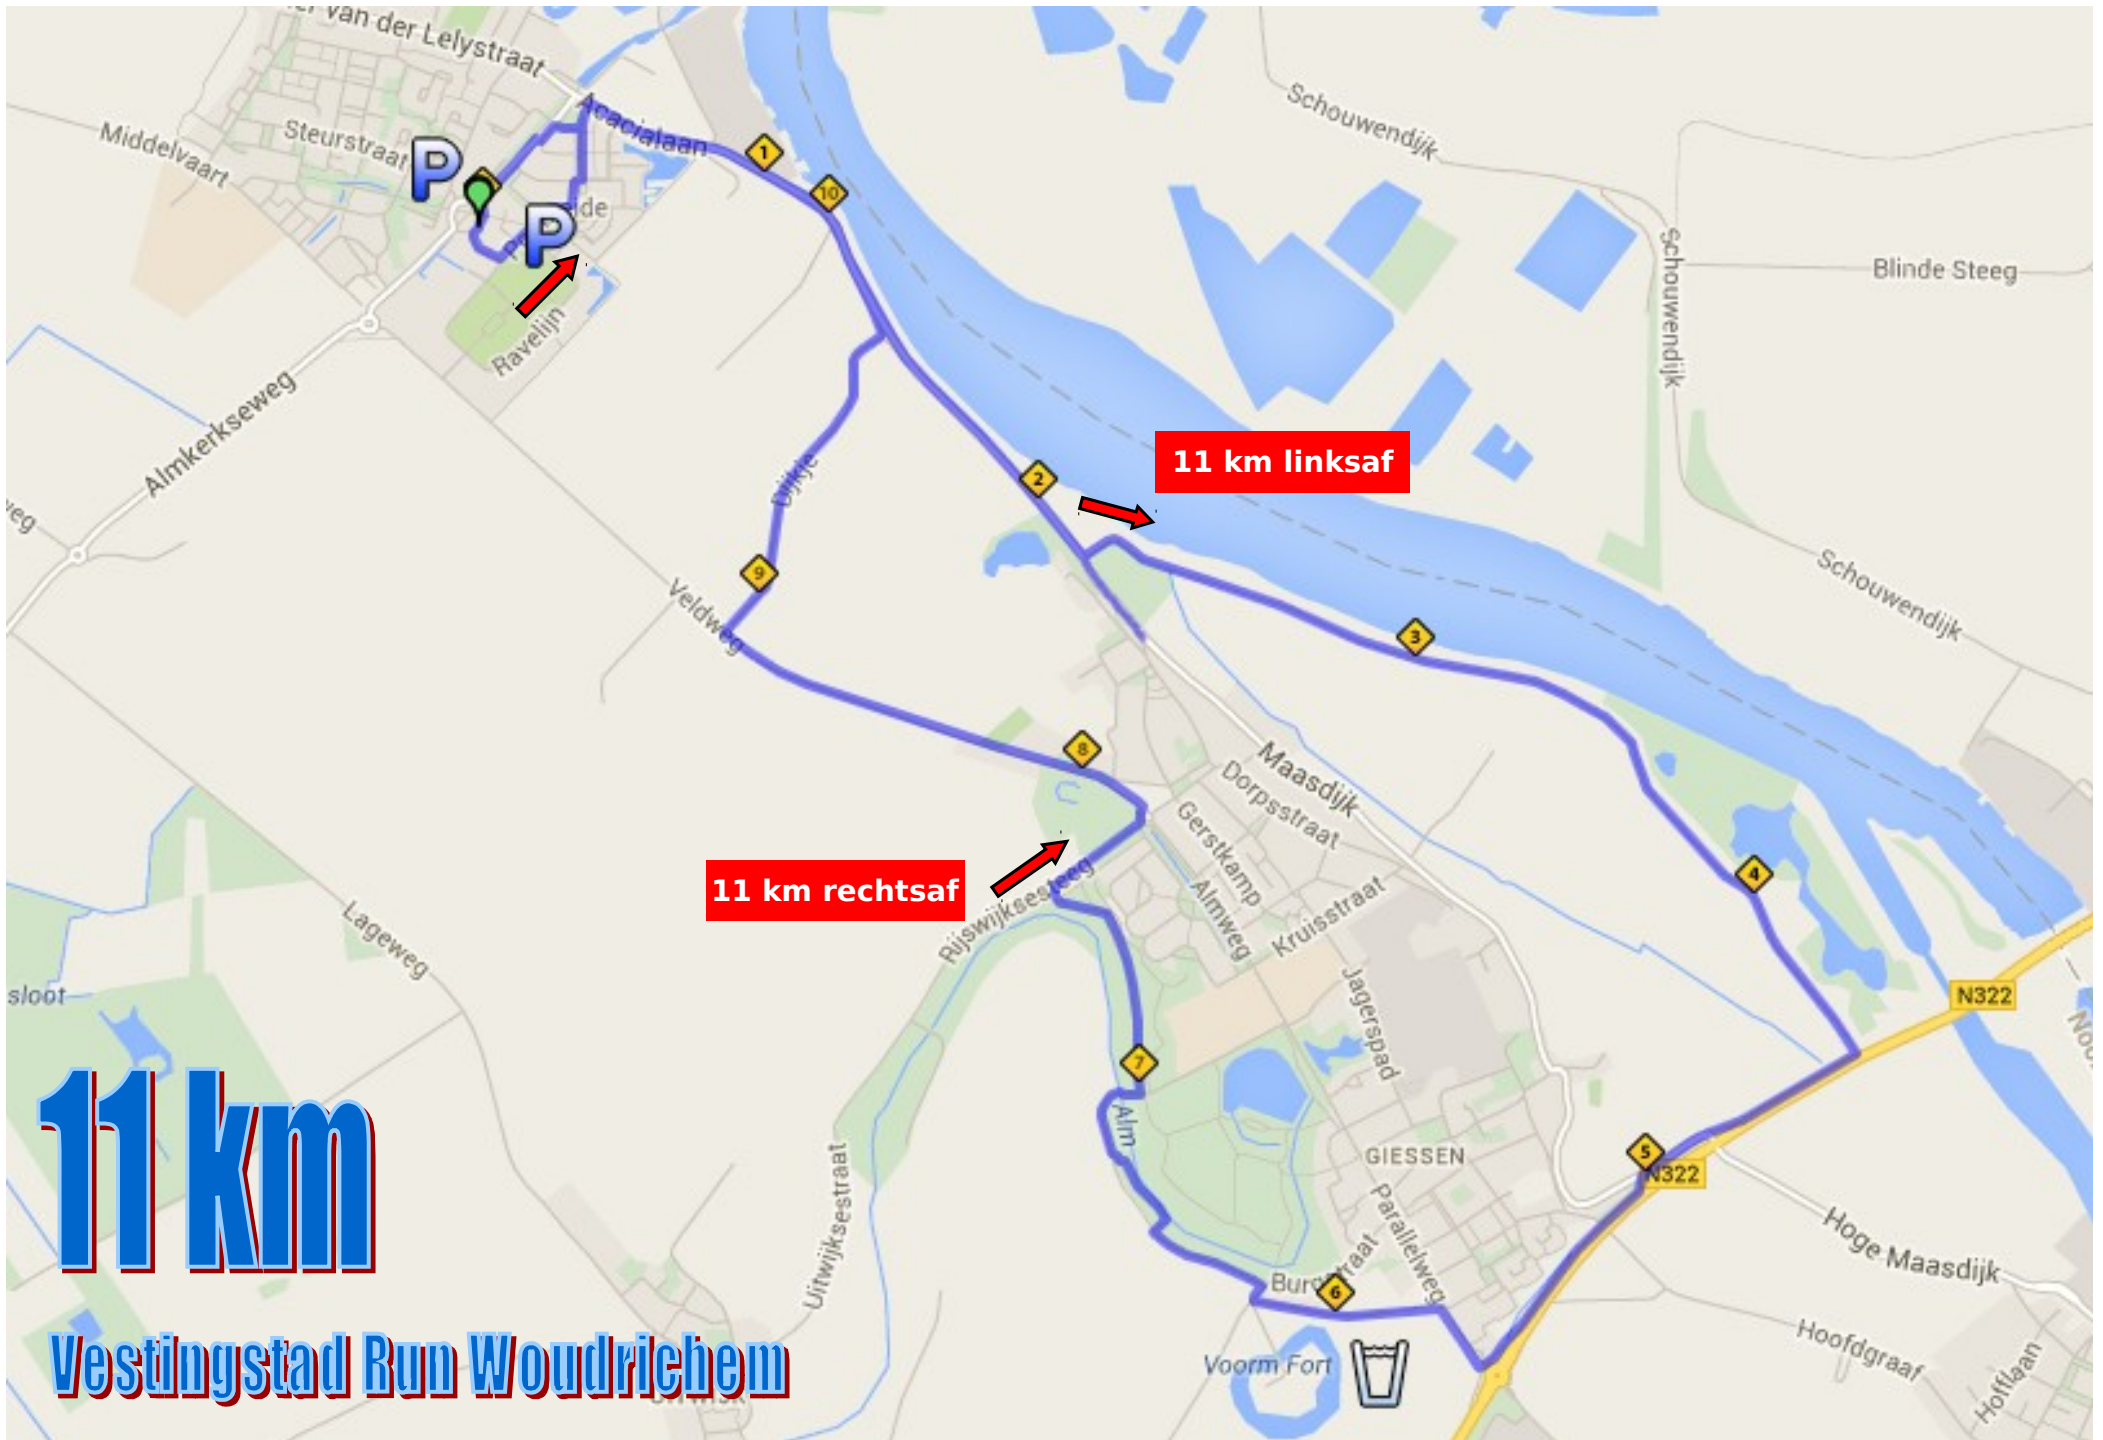 van der Lelystraat
Acacialaan
Steurstraat
Middelvaart
P
P
1
10
Ravelijn
Almkerkseweg
Schouwendijk
Schouwendijk
Blinde Steeg
Schouwendijk
11 km linksaf
2
Dijkje
9
Veldweg
3
8
Maasdijk
Dorpsstraat
Gerstkamp
Almweg
Kruisstraat
4
11 km rechtsaf
Rijswijksesteeg
Lageweg
sloot
Jagerspad
N322
7
Alm
GIESSEN
5
N322
Uitwijksestraat
Parallelweg
6
Hoge Maasdijk
Hoofdgraaf
Hoflaan
Voorm Fort
11 km
Vestingstad Run Woudrichem